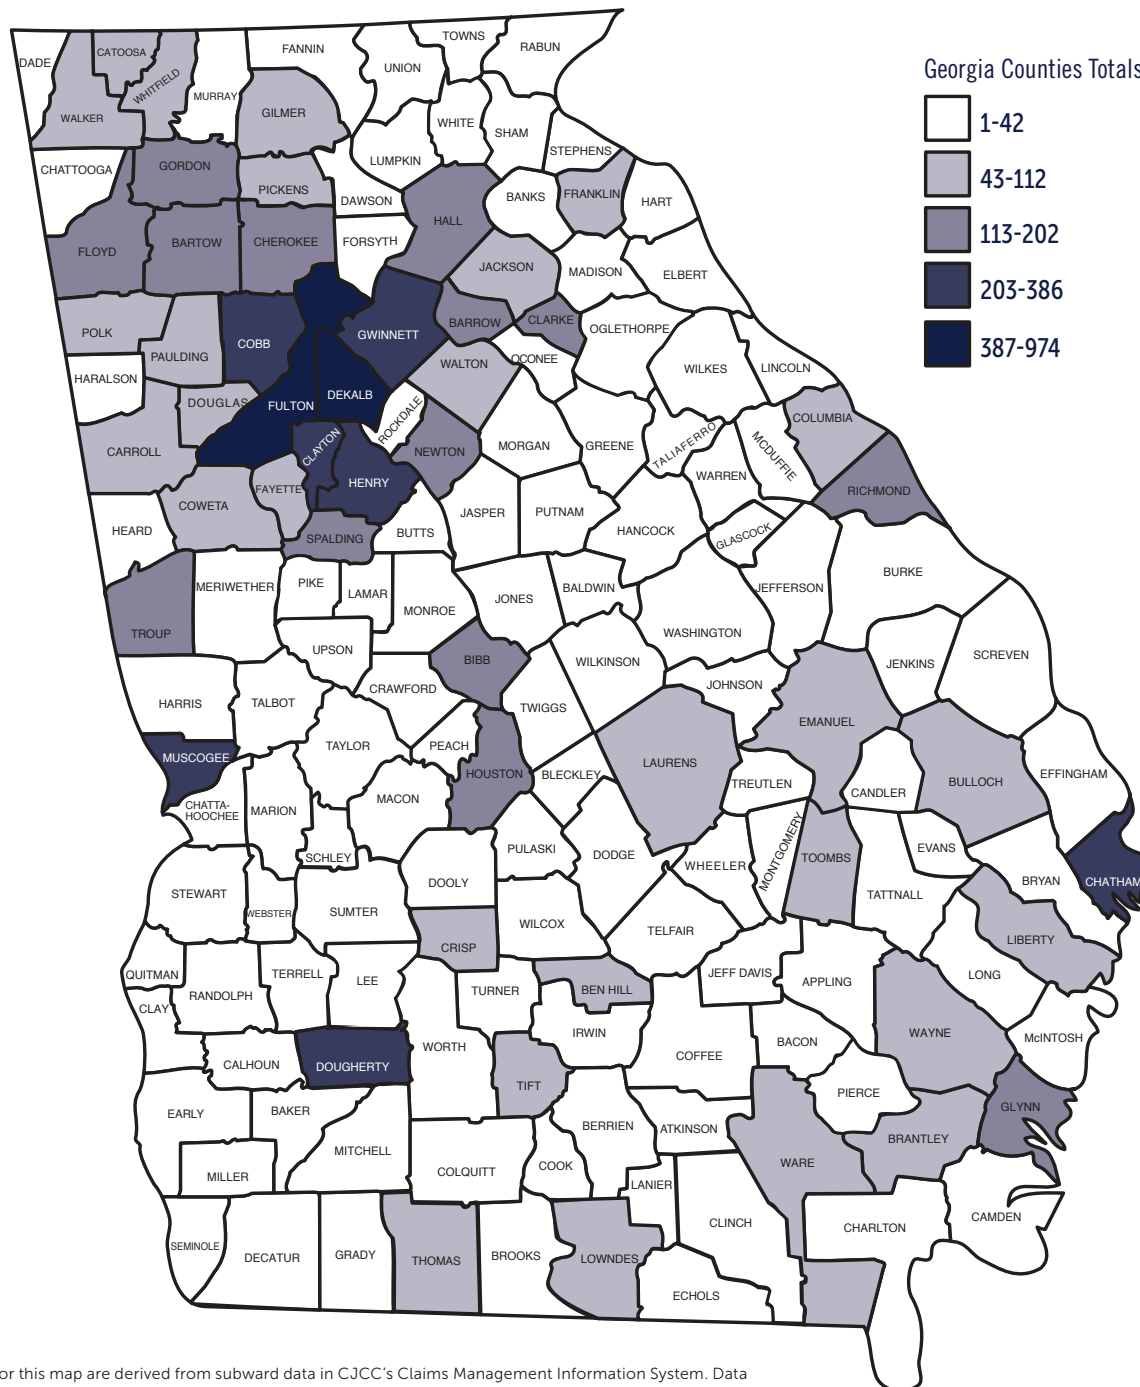 Georgia Counties Totals
1-42
43-112
113-202
203-386
387-974
TOWNS
RABUN
FANNIN
UNION
DADE
CATOOSA
WHITFIELD
MURRAY
WALKER
GILMER
WHITE
SHAM
STEPHENS
LUMPKIN
CHATTOOGA
GORDON
PICKENS
DAWSON
BANKS
FRANKLIN
HART
HALL
FLOYD
BARTOW
CHEROKEE
FORSYTH
JACKSON
MADISON
ELBERT
POLK
PAULDING
COBB
GWINNETT
BARROW
CLARKE
OGLETHORPE
OCONEE
WALTON
WILKES
LINCOLN
HARALSON
DOUGLAS
FULTON
DEKALB
ROCKDALE
COLUMBIA
CARROLL
CLAYTON
NEWTON
MORGAN
GREENE
TALIAFERRO
MCDUFFIE
WARREN
RICHMOND
COWETA
FAYETTE
HENRY
JASPER
PUTNAM
HANCOCK
GLASCOCK
HEARD
SPALDING
BUTTS
BURKE
TROUP
MERIWETHER
PIKE
LAMAR
MONROE
JONES
BALDWIN
JEFFERSON
WASHINGTON
UPSON
BIBB
WILKINSON
JENKINS
SCREVEN
HARRIS
TALBOT
CRAWFORD
TWIGGS
JOHNSON
EMANUEL
TAYLOR
PEACH
MUSCOGEE
HOUSTON
BLECKLEY
LAURENS
TREUTLEN
CANDLER
BULLOCH
EFFINGHAM
CHATTA-
HOOCHEE
MARION
MACON
SCHLEY
PULASKI
DODGE
WHEELER
MONTGOMERY
TOOMBS
EVANS
BRYAN
CHATHAM
DOOLY
STEWART
WEBSTER
SUMTER
WILCOX
TELFAIR
TATTNALL
CRISP
LIBERTY
QUITMAN
TERRELL
LEE
TURNER
BEN HILL
JEFF DAVIS
APPLING
LONG
CLAY
RANDOLPH
IRWIN
WAYNE
McINTOSH
CALHOUN
DOUGHERTY
WORTH
COFFEE
BACON
TIFT
PIERCE
GLYNN
EARLY
BAKER
BERRIEN
ATKINSON
BRANTLEY
MITCHELL
COLQUITT
COOK
WARE
MILLER
LANIER
CLINCH
CHARLTON
CAMDEN
SEMINOLE
DECATUR
GRADY
THOMAS
BROOKS
LOWNDES
ECHOLS
or this map are derived from subward data in CJCC's Claims Management Information System. Data